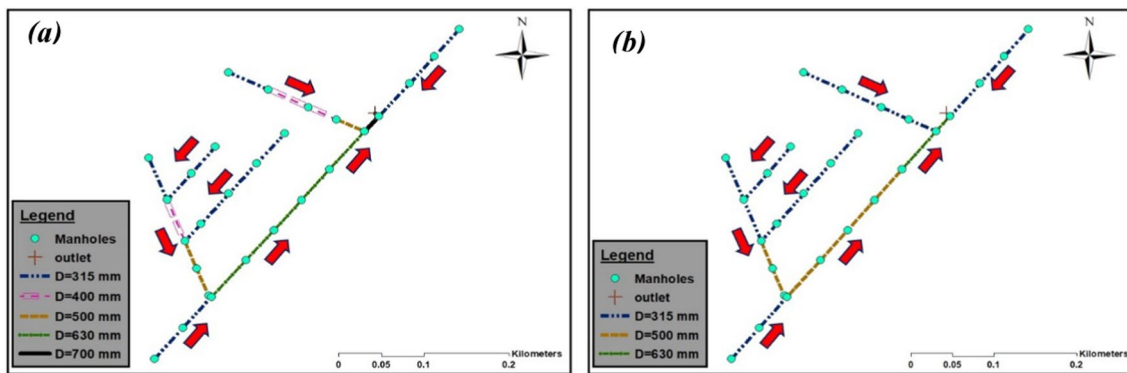 (a)
N
Legend
Manholes
outlet
D=315 mm
D=400 mm
D=500 mm
D=630 mm
D=700 mm
Kilometers
0 0.05 0.1 0.2
(b)
N
Legend
Manholes
outlet
D=315 mm
D=500 mm
D=630 mm
Kilometers
0 0.05 0.1 0.2